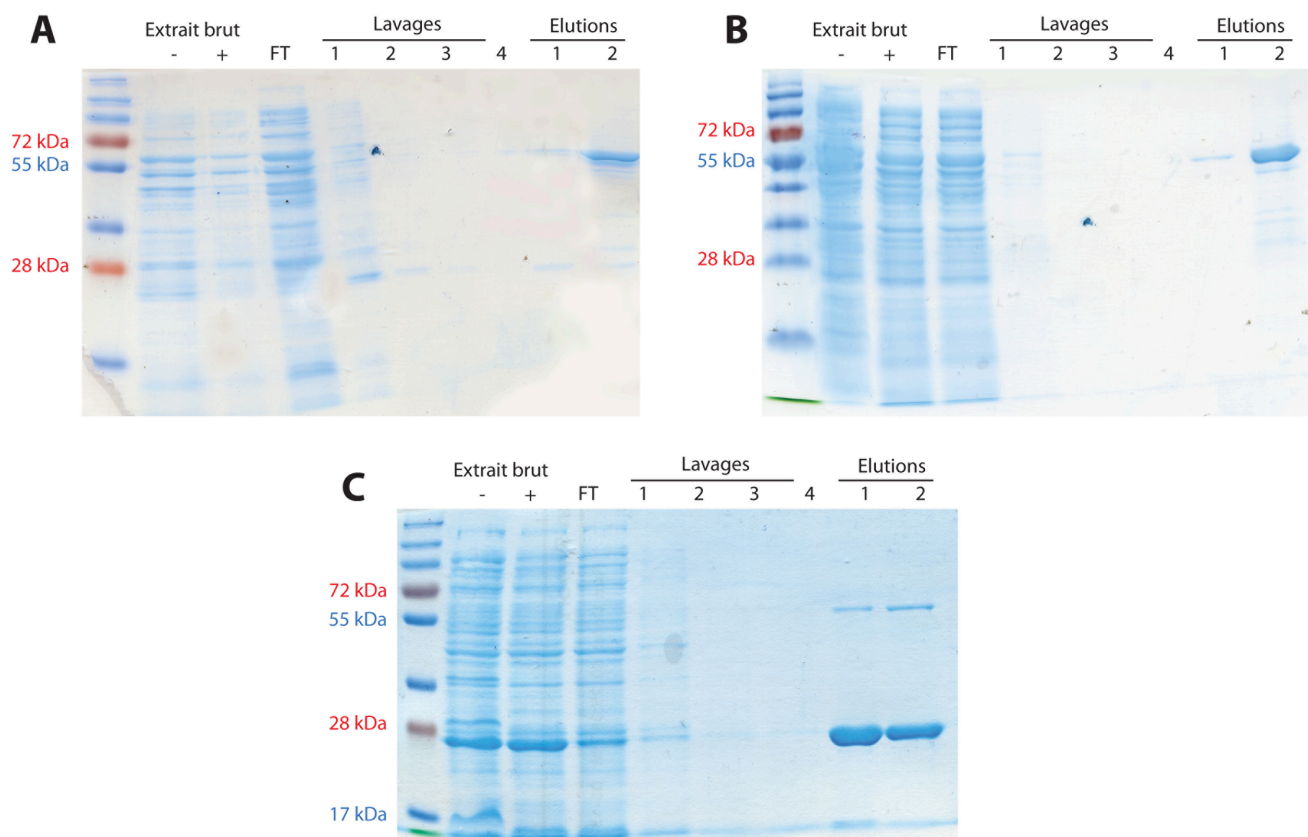 A
Extrait brut
Lavages
Elutions
- + FT 1 2 3 4 1 2
72 kDa
55 kDa
28 kDa
B
Extrait brut
Lavages
Elutions
- + FT 1 2 3 4 1 2
72 kDa
55 kDa
28 kDa
C
Extrait brut
Lavages
Elutions
- + FT 1 2 3 4 1 2
72 kDa
55 kDa
28 kDa
17 kDa